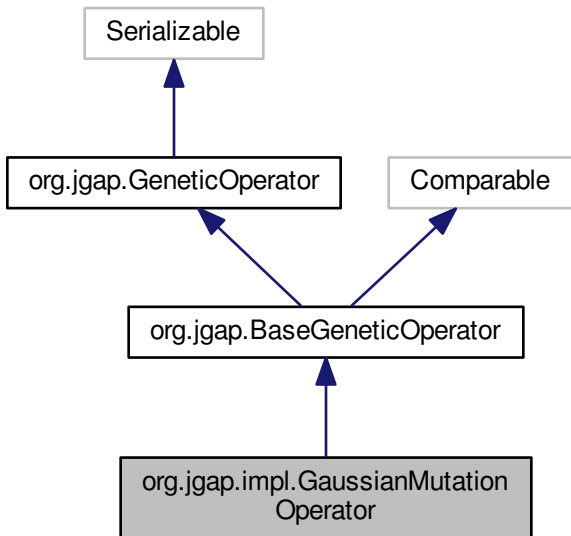 Serializable
org.jgap.GeneticOperator
Comparable
org.jgap.BaseGeneticOperator
org.jgap.impl.GaussianMutation
Operator